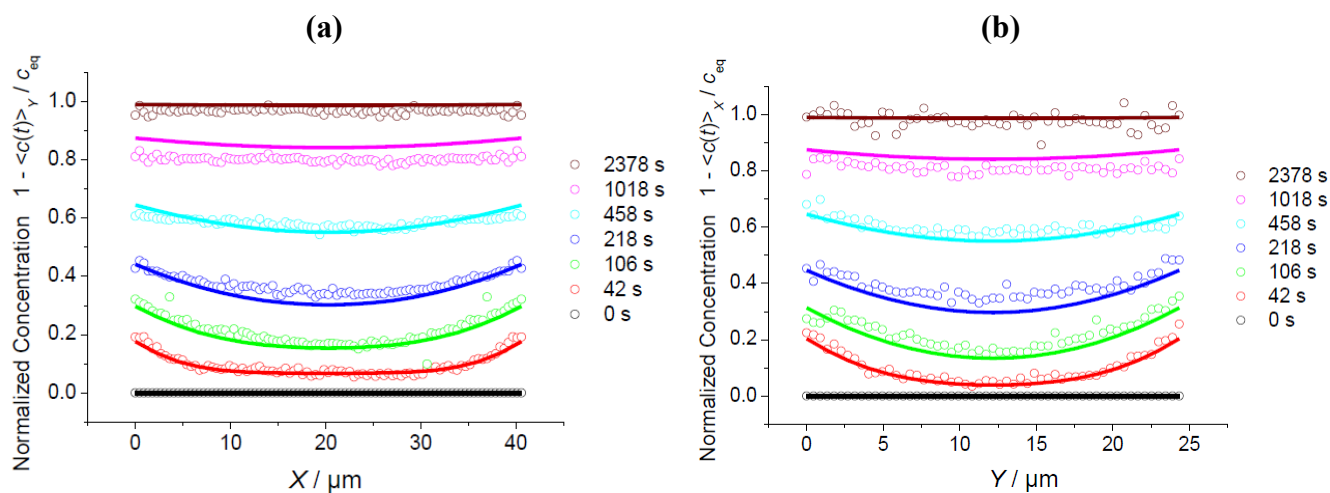 (a)
Normalized Concentration 1 - <c(t)>Y / ceq
1.0
0.8
0.6
0.4
0.2
0.0
0
10
20
30
40
X / µm
2378 s
1018 s
458 s
218 s
106 s
42 s
0 s
(b)
Normalized Concentration 1 - <c(t)>X / ceq
1.0
0.8
0.6
0.4
0.2
0.0
0
5
10
15
20
25
Y / µm
2378 s
1018 s
458 s
218 s
106 s
42 s
0 s